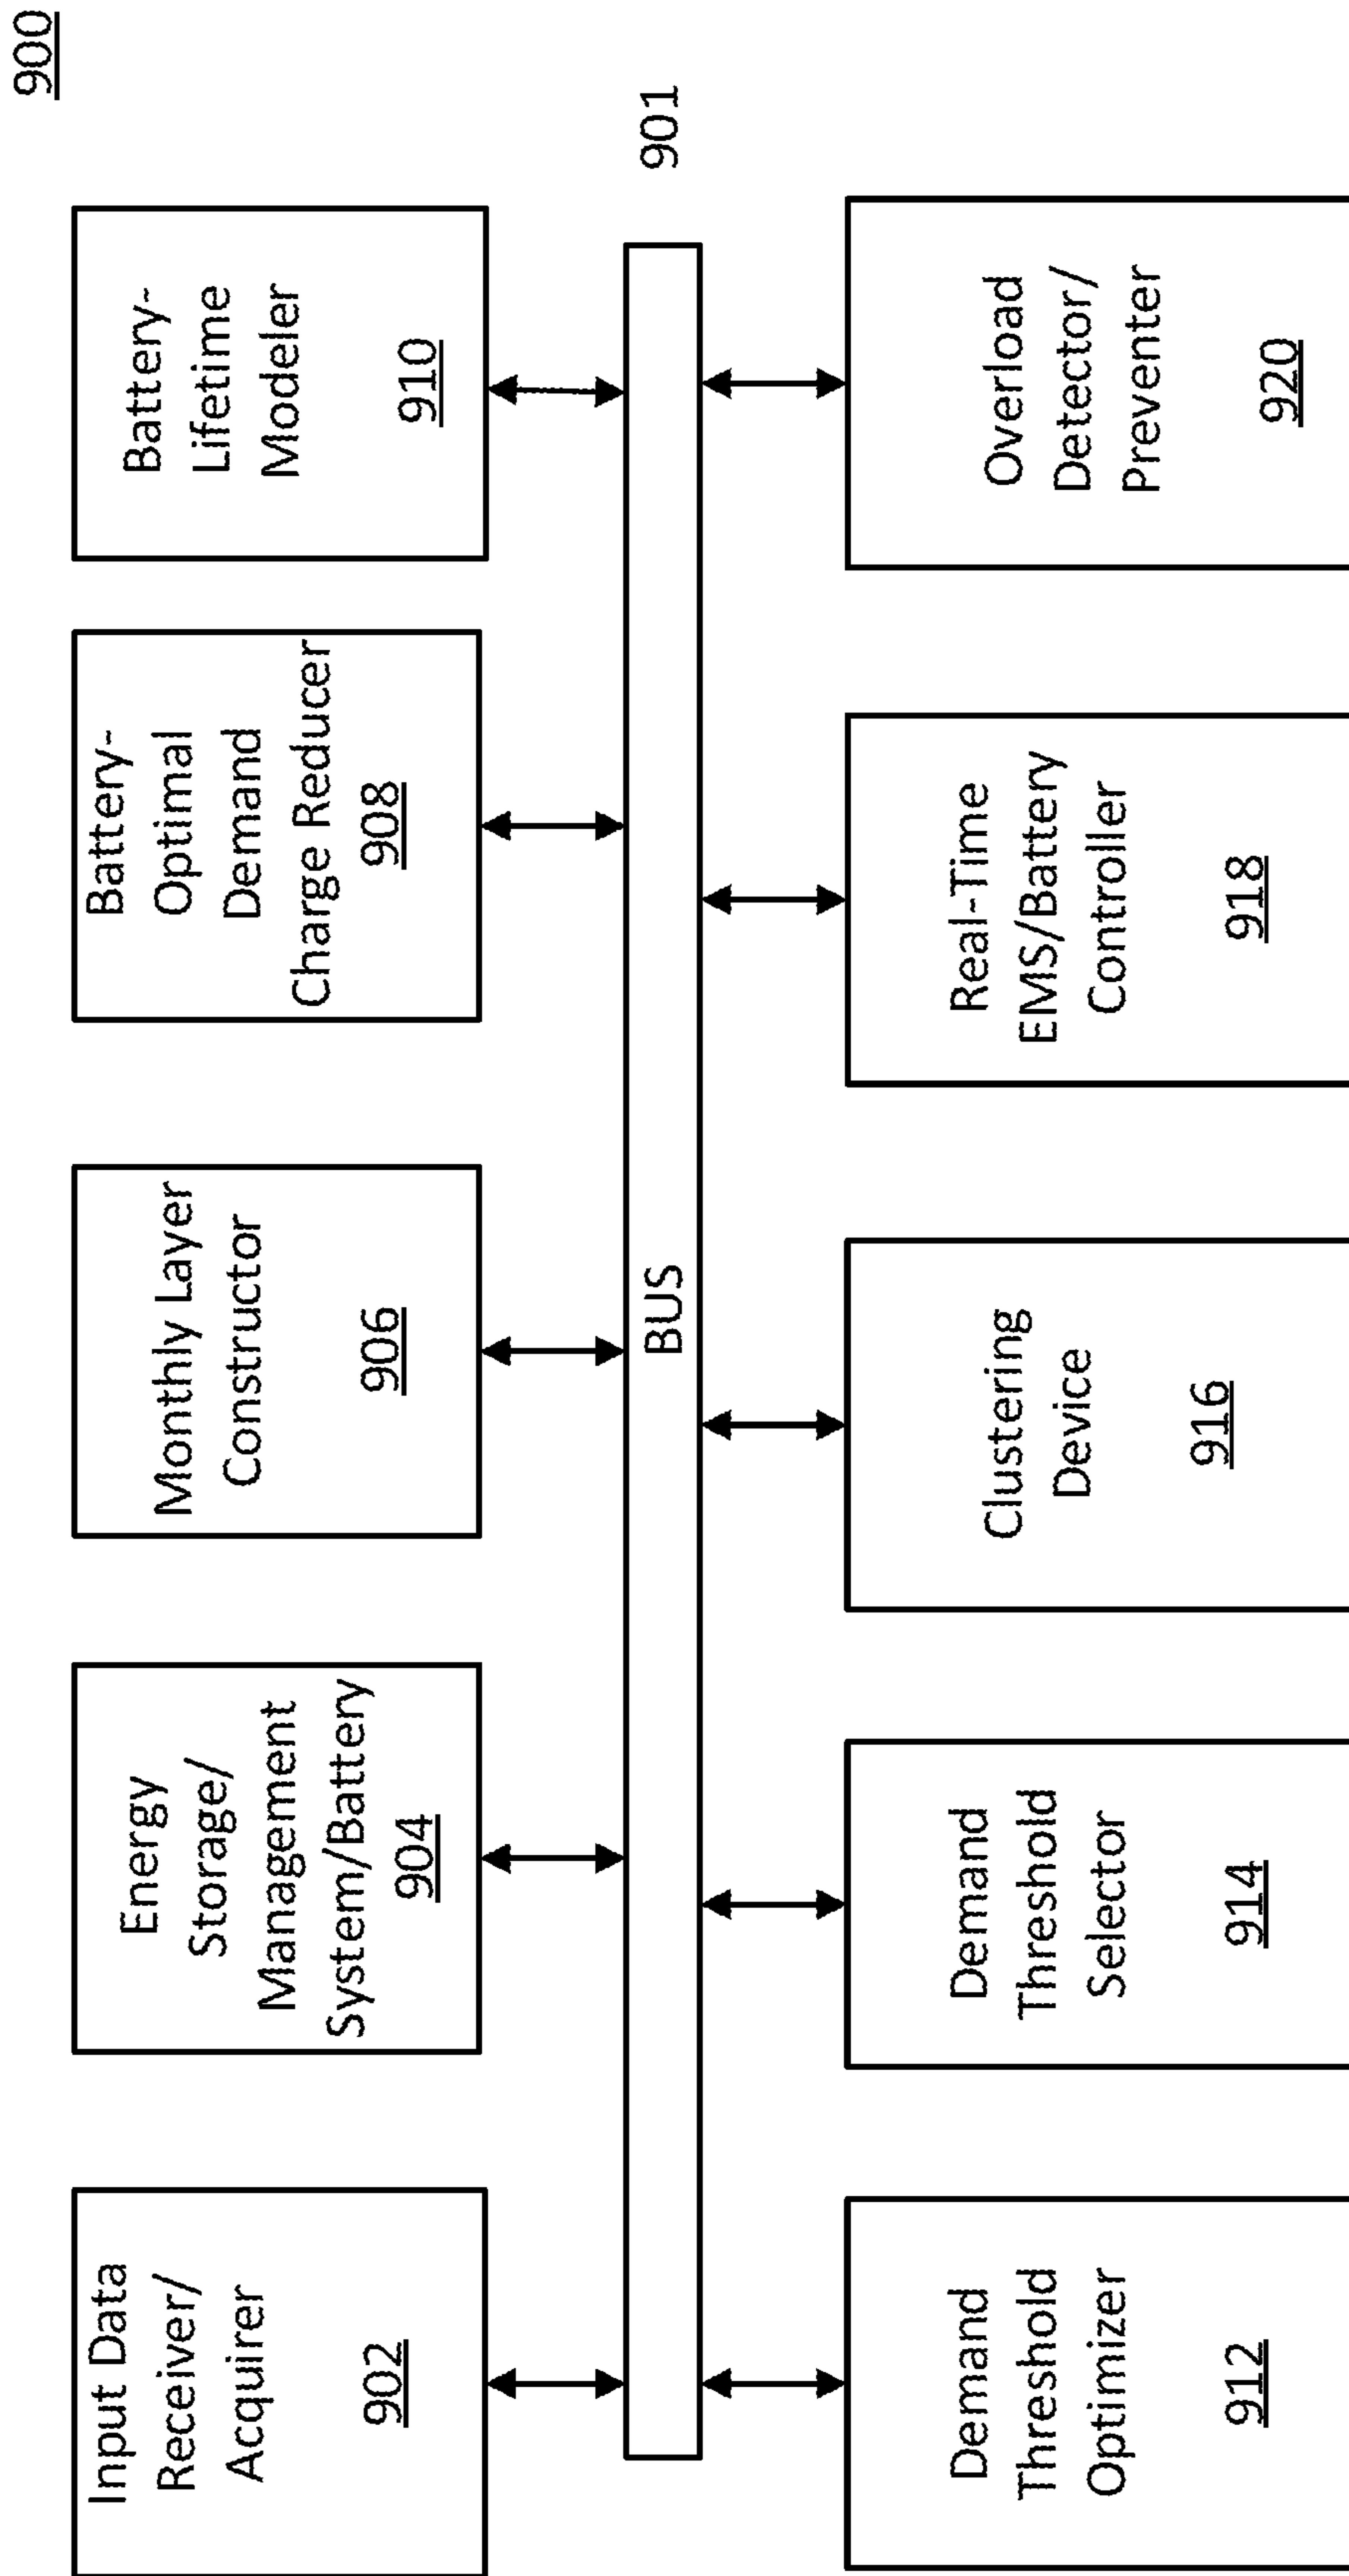 900
Input Data
Receiver/
Acquirer
902
Energy
Storage/
Management
System/Battery
904
Monthly Layer
Constructor
906
Battery-
Optimal
Demand
Charge Reducer
908
Battery-
Lifetime
Modeler
910
BUS
901
Demand
Threshold
Optimizer
912
Demand
Threshold
Selector
914
Clustering
Device
916
Real-Time
EMS/Battery
Controller
918
Overload
Detector/
Preventer
920